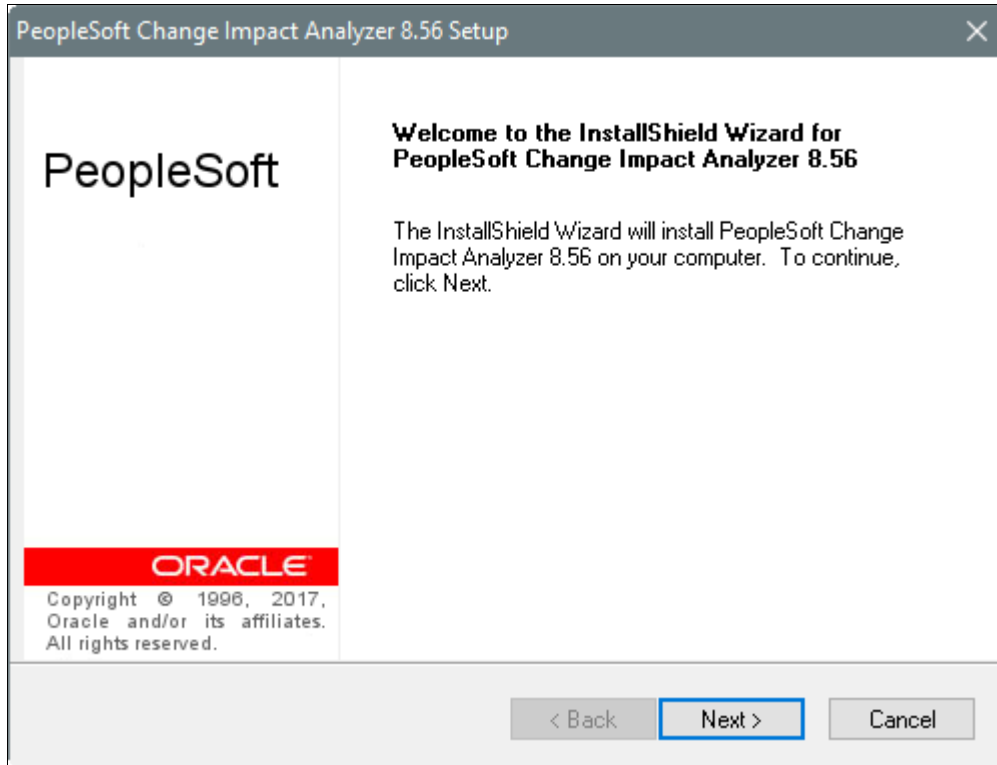 PeopleSoft Change Impact Analyzer 8.56 Setup
PeopleSoft
Welcome to the InstallShield Wizard for
PeopleSoft Change Impact Analyzer 8.56
The InstallShield Wizard will install PeopleSoft Change
Impact Analyzer 8.56 on your computer.  To continue,
click Next.
ORACLE
Copyright © 1996, 2017,
Oracle and/or its affiliates.
All rights reserved.
< Back
Next >
Cancel